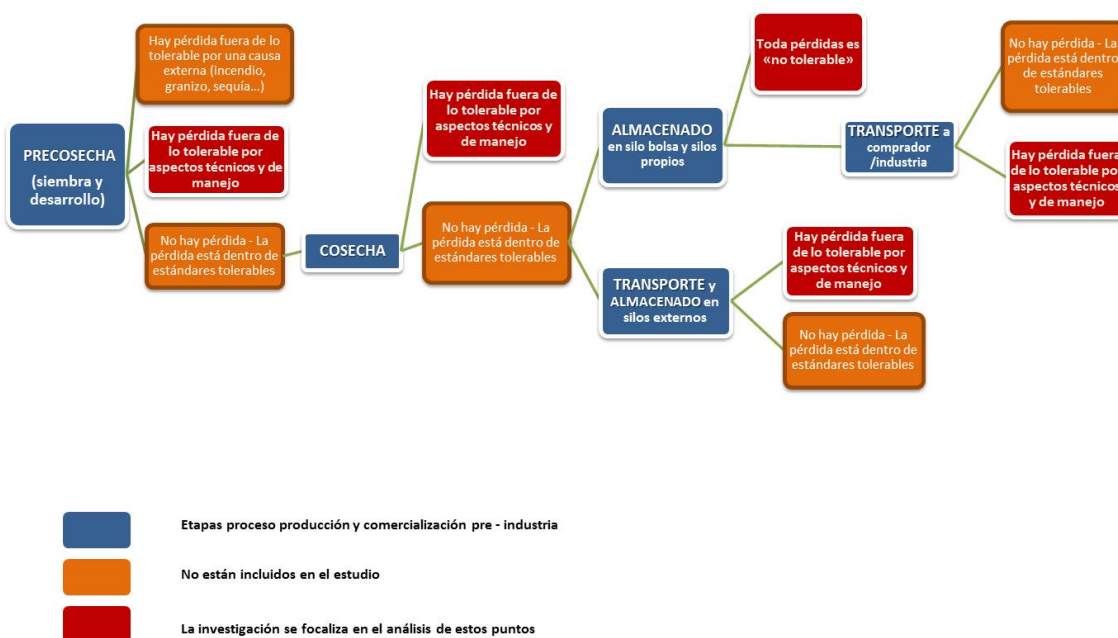 Hay pérdida fuera de lo
tolerable por una causa
externa (incendio,
granizo, sequía...)
PRECOSECHA
(siembra y
desarrollo)
Hay pérdida fuera de
lo tolerable por
aspectos técnicos y de
manejo
No hay pérdida - La
pérdida está dentro de
estándares tolerables
COSECHA
Hay pérdida fuera de
lo tolerable por
aspectos técnicos y
de manejo
No hay pérdida - La
pérdida está dentro de
estándares tolerables
ALMACENADO
en silo bolsa y silos
propios
Toda pérdidas es
«no tolerable»
TRANSPORTE a
comprador
/industria
No hay pérdida - La
pérdida está dentro
de estándares
tolerables
Hay pérdida fuera
de lo tolerable por
aspectos técnicos
y de manejo
TRANSPORTE y
ALMACENADO en
silos externos
Hay pérdida fuera
de lo tolerable por
aspectos técnicos y
de manejo
No hay pérdida - La
pérdida está dentro de
estándares tolerables
Etapas proceso producción y comercialización pre - industria
No están incluidos en el estudio
La investigación se focaliza en el análisis de estos puntos